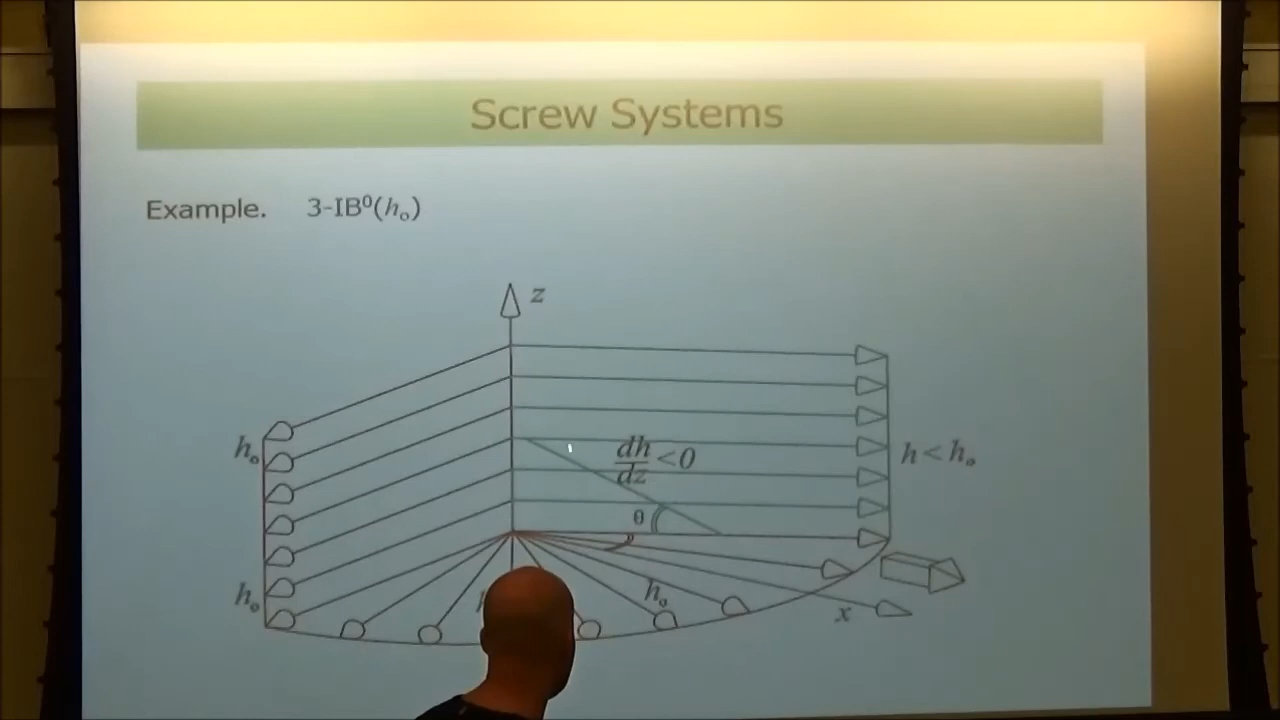 Screw Systems
Example. 3-IB⁰(hₒ)
z
hₒ
dh/dz < 0
h < hₒ
θ
hₒ
hₒ
x